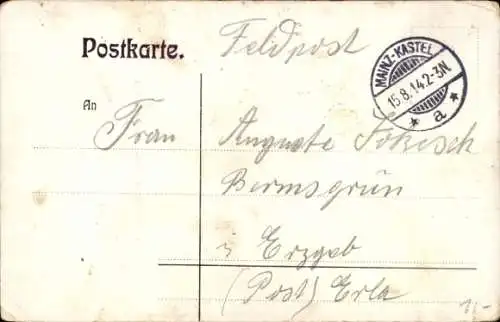 Postkarte.
Feldpost
MAINZ-KASTEL
15.8.14.2-3N.
* a *
An
Frau Auguste
Bermsgrün
Erzgeb
(Post) Erla